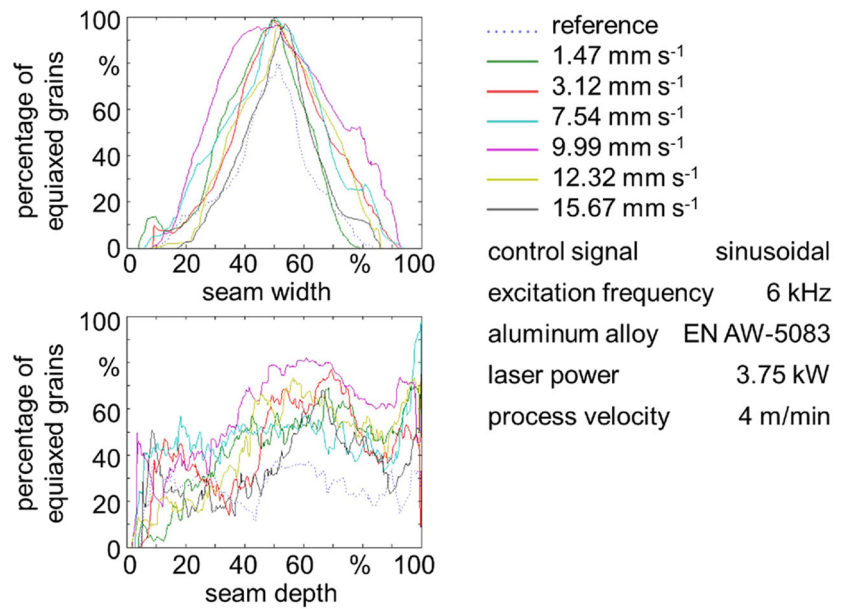 percentage of
equiaxed grains
100
%
60
40
20
0
0 20 40 60 % 100
seam width
percentage of
equiaxed grains
100
%
60
40
20
0
0 20 40 60 % 100
seam depth
reference
1.47 mm s-1
3.12 mm s-1
7.54 mm s-1
9.99 mm s-1
12.32 mm s-1
15.67 mm s-1
control signal sinusoidal
excitation frequency 6 kHz
aluminum alloy EN AW-5083
laser power 3.75 kW
process velocity 4 m/min